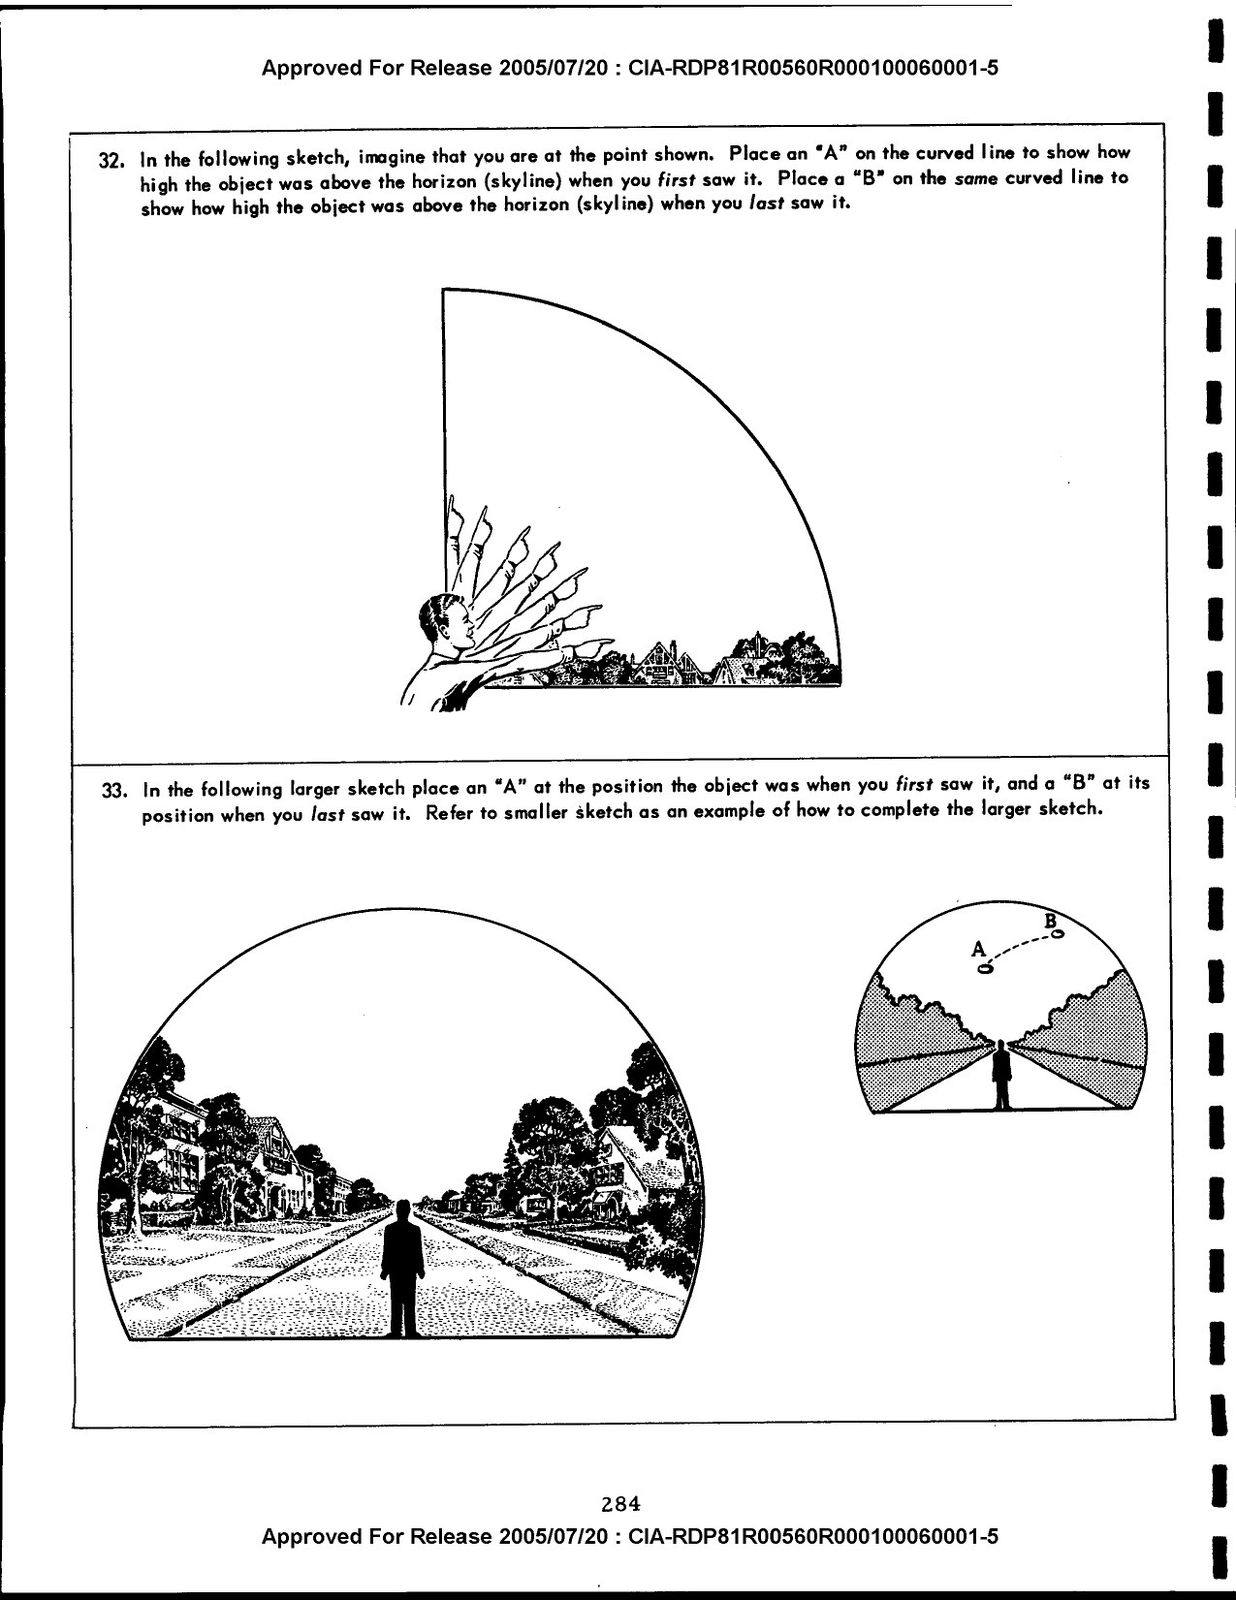 Approved For Release 2005/07/20 : CIA-RDP81R00560R000100060001-5
32. In the following sketch, imagine that you are at the point shown. Place an "A" on the curved line to show how
high the object was above the horizon (skyline) when you first saw it. Place a "B" on the same curved line to
show how high the object was above the horizon (skyline) when you last saw it.
33. In the following larger sketch place an "A" at the position the object was when you first saw it, and a "B" at its
position when you last saw it. Refer to smaller sketch as an example of how to complete the larger sketch.
B
A
284
Approved For Release 2005/07/20 : CIA-RDP81R00560R000100060001-5